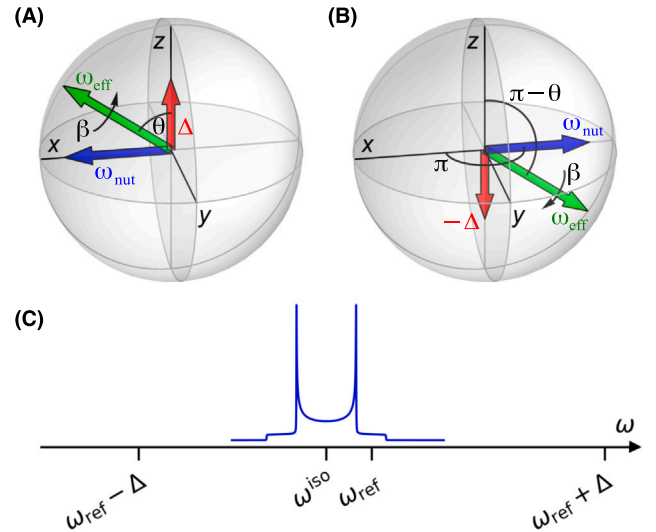 (A)
z
ω_eff
β
θ
Δ
x
ω_nut
y
(B)
z
π−θ
x
ω_nut
π
β
−Δ
y
ω_eff
(C)
ω
ω_ref − Δ
ω^iso
ω_ref
ω_ref + Δ